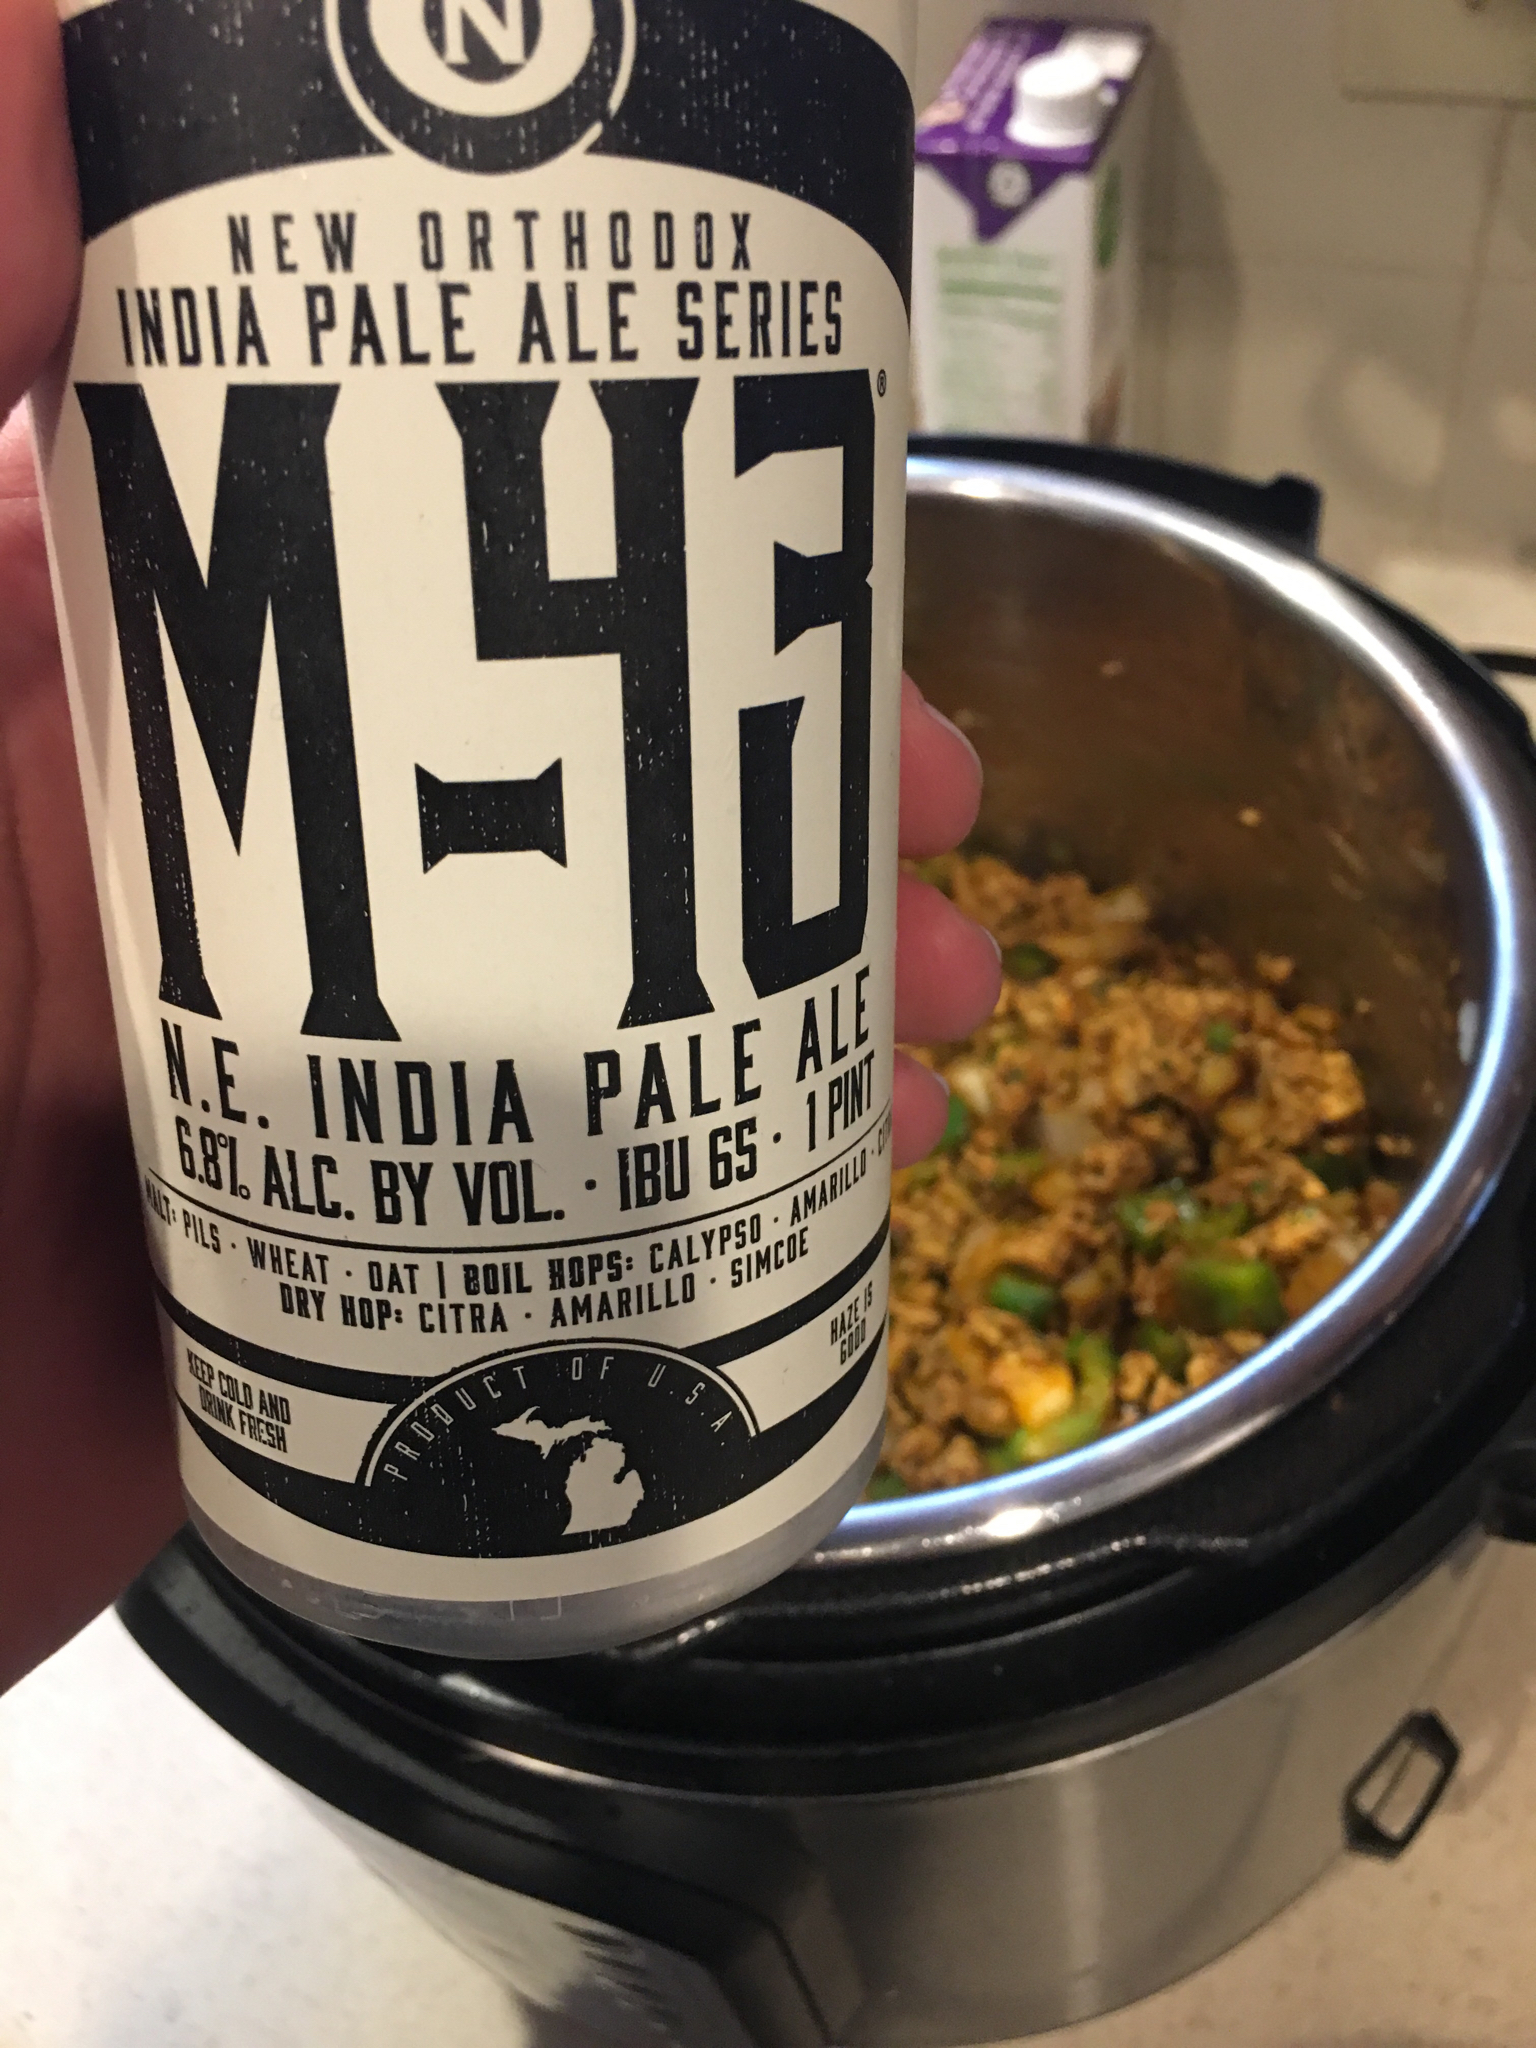 N
NEW ORTHODOX
INDIA PALE ALE SERIES
M-43®
N.E. INDIA PALE ALE
6.8% ALC. BY VOL. · IBU 65 · 1 PINT
MALT: PILS · WHEAT · OAT | BOIL HOPS: CALYPSO · AMARILLO ·
DRY HOP: CITRA · AMARILLO · SIMCOE
KEEP COLD AND
DRINK FRESH
PRODUCT OF U.S.A
HAZE IS
GOOD